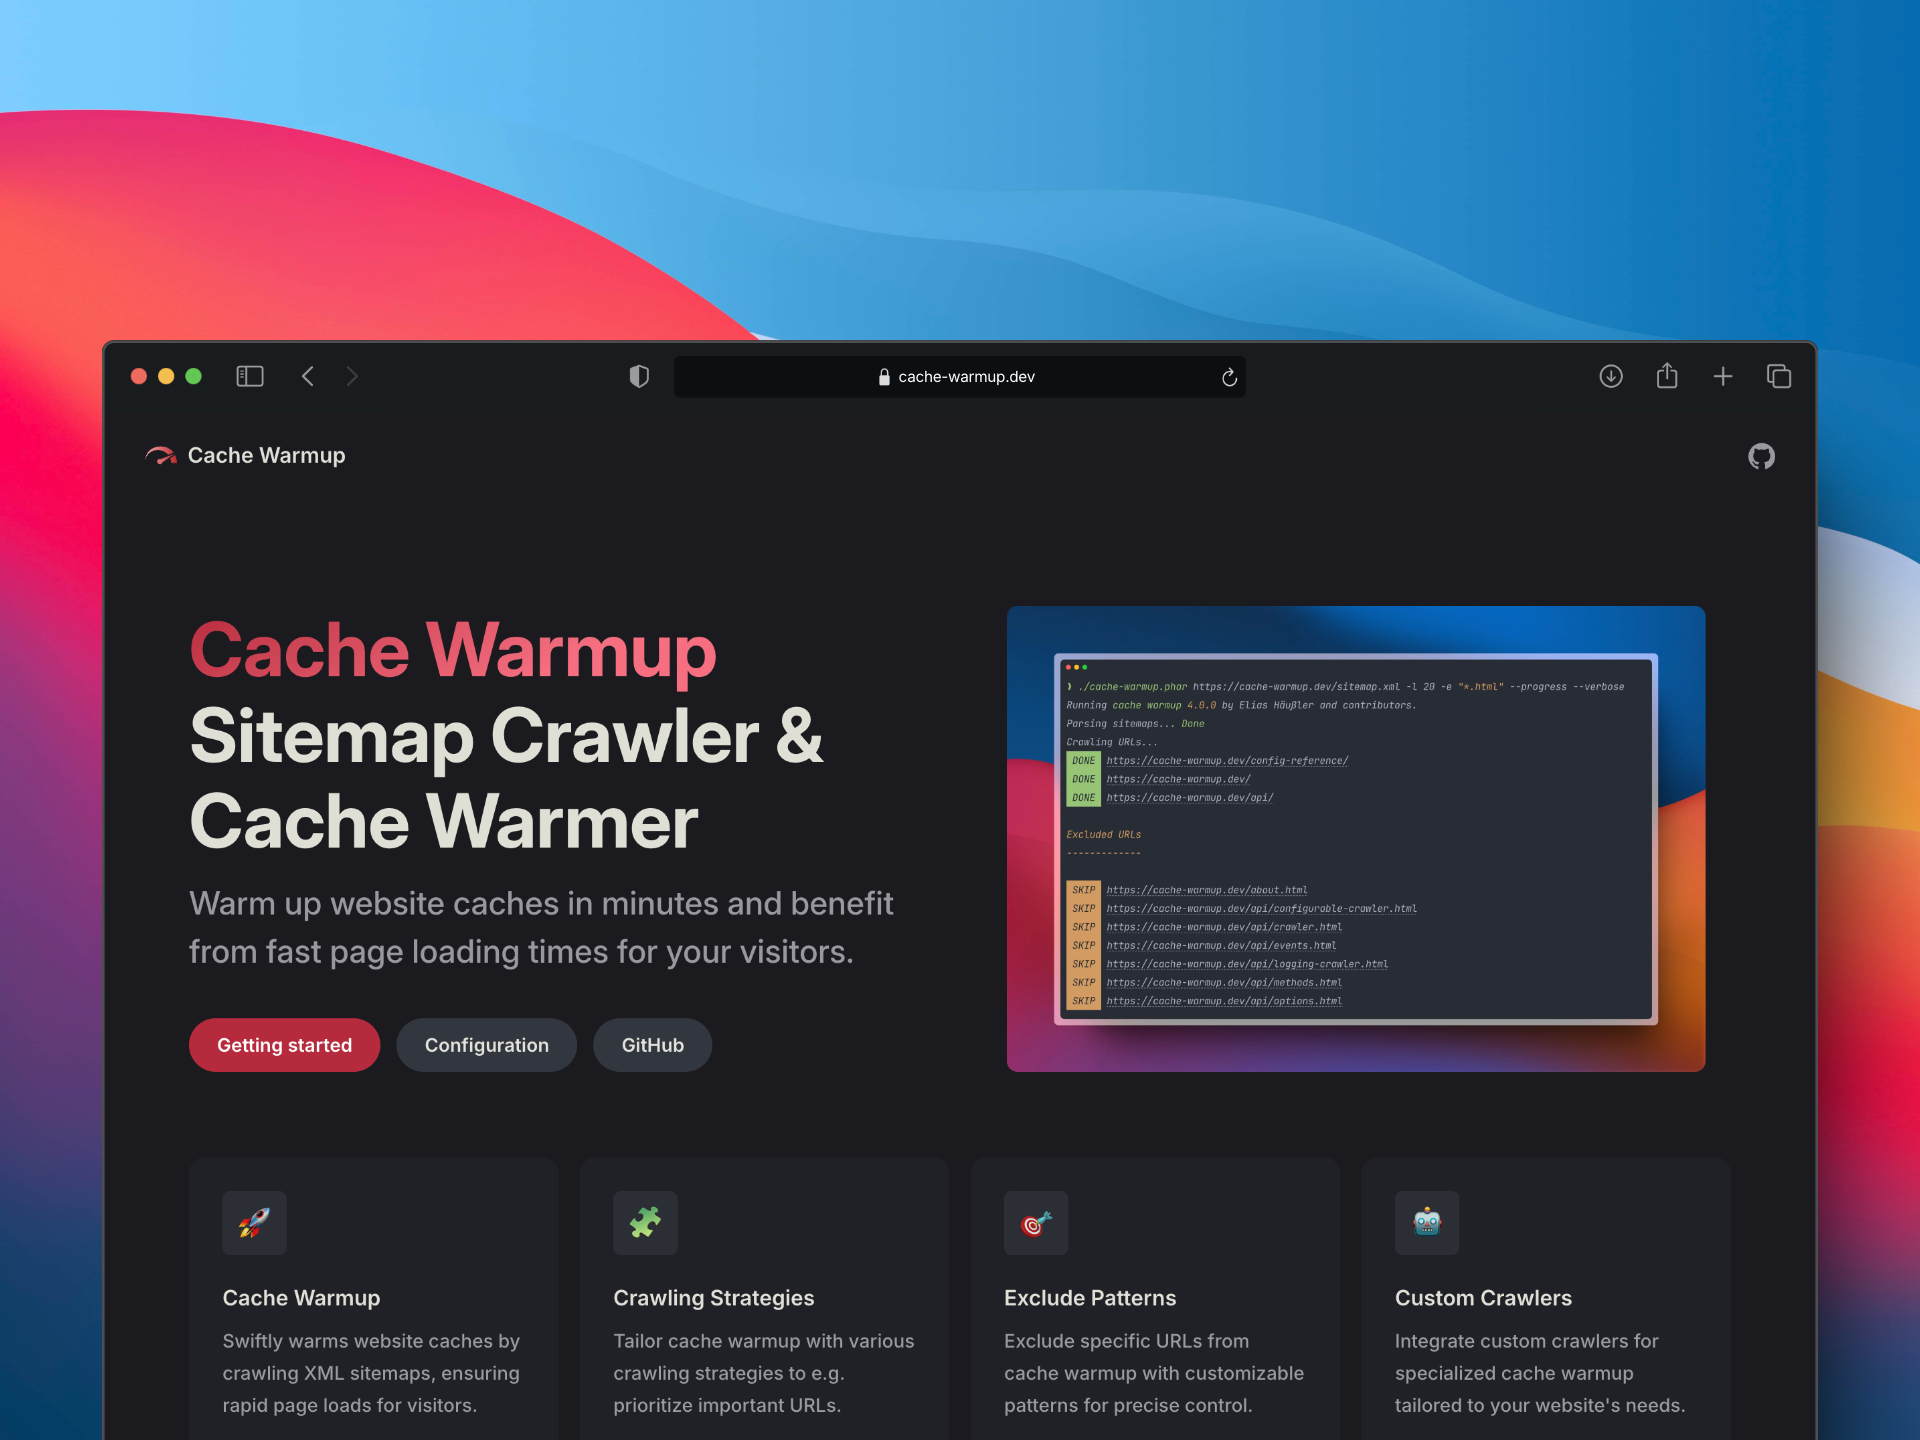 cache-warmup.dev
Cache Warmup
Cache Warmup
Sitemap Crawler &
Cache Warmer
Warm up website caches in minutes and benefit
from fast page loading times for your visitors.
Getting started
Configuration
GitHub
❯ ./cache-warmup.phar https://cache-warmup.dev/sitemap.xml -l 20 -e "*.html" --progress --verbose
Running cache warmup 4.0.0 by Elias Häußler and contributors.
Parsing sitemaps... Done
Crawling URLs...
DONE https://cache-warmup.dev/config-reference/
DONE https://cache-warmup.dev/
DONE https://cache-warmup.dev/api/
Excluded URLs
-------------
SKIP https://cache-warmup.dev/about.html
SKIP https://cache-warmup.dev/api/configurable-crawler.html
SKIP https://cache-warmup.dev/api/crawler.html
SKIP https://cache-warmup.dev/api/events.html
SKIP https://cache-warmup.dev/api/logging-crawler.html
SKIP https://cache-warmup.dev/api/methods.html
SKIP https://cache-warmup.dev/api/options.html
Cache Warmup
Swiftly warms website caches by
crawling XML sitemaps, ensuring
rapid page loads for visitors.
Crawling Strategies
Tailor cache warmup with various
crawling strategies to e.g.
prioritize important URLs.
Exclude Patterns
Exclude specific URLs from
cache warmup with customizable
patterns for precise control.
Custom Crawlers
Integrate custom crawlers for
specialized cache warmup
tailored to your website's needs.